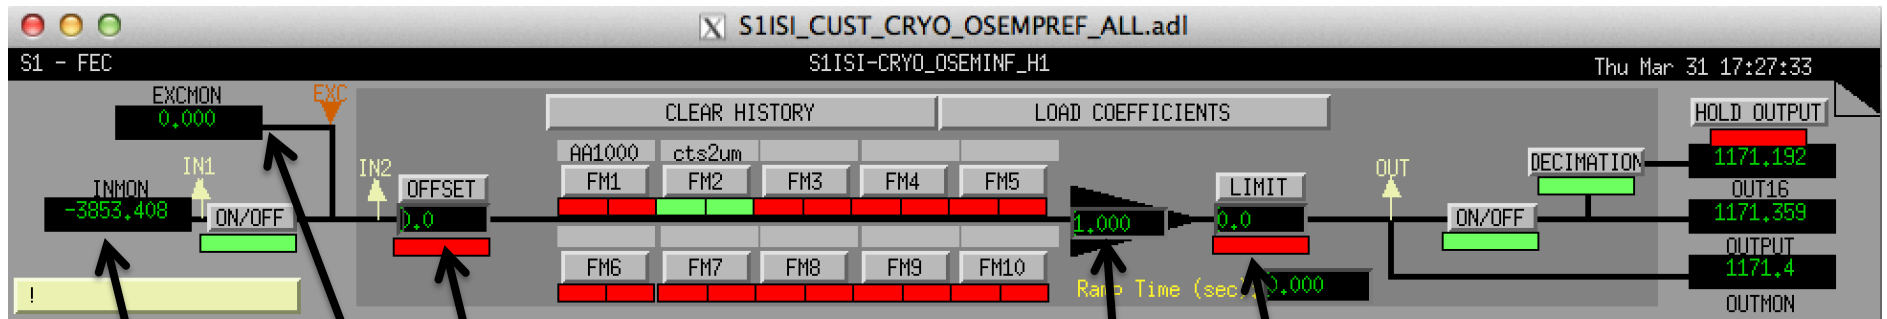 S1ISI_CUST_CRYO_OSEMPREF_ALL.adl
S1 - FEC
S1ISI-CRYO_OSEMINF_H1
Thu Mar 31 17:27:33
EXCMON
0.000
EXC
CLEAR HISTORY
LOAD COEFFICIENTS
HOLD OUTPUT
AA1000
cts2um
1171.192
IN1
IN2
OUT
DECIMATION
INMON
OFFSET
FM1
FM2
FM3
FM4
FM5
LIMIT
OUT16
-3853.408
ON/OFF
0.0
1.000
0.0
ON/OFF
1171.359
OUTPUT
FM6
FM7
FM8
FM9
FM10
1171.4
!
Ramp Time (sec)
0.000
OUTMON